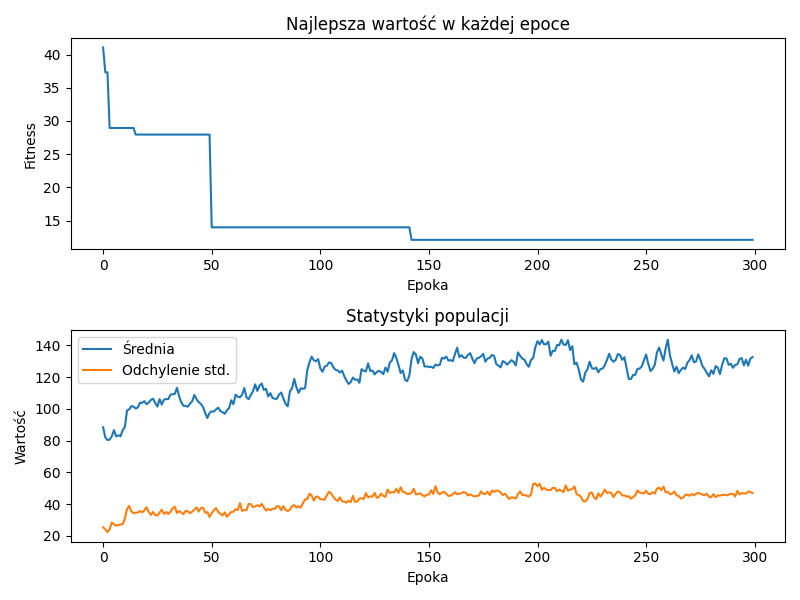 Najlepsza wartość w każdej epoce
40
35
30
25
20
15
Fitness
0 50 100 150 200 250 300
Epoka
Statystyki populacji
Średnia
Odchylenie std.
140
120
100
80
60
40
20
Wartość
0 50 100 150 200 250 300
Epoka